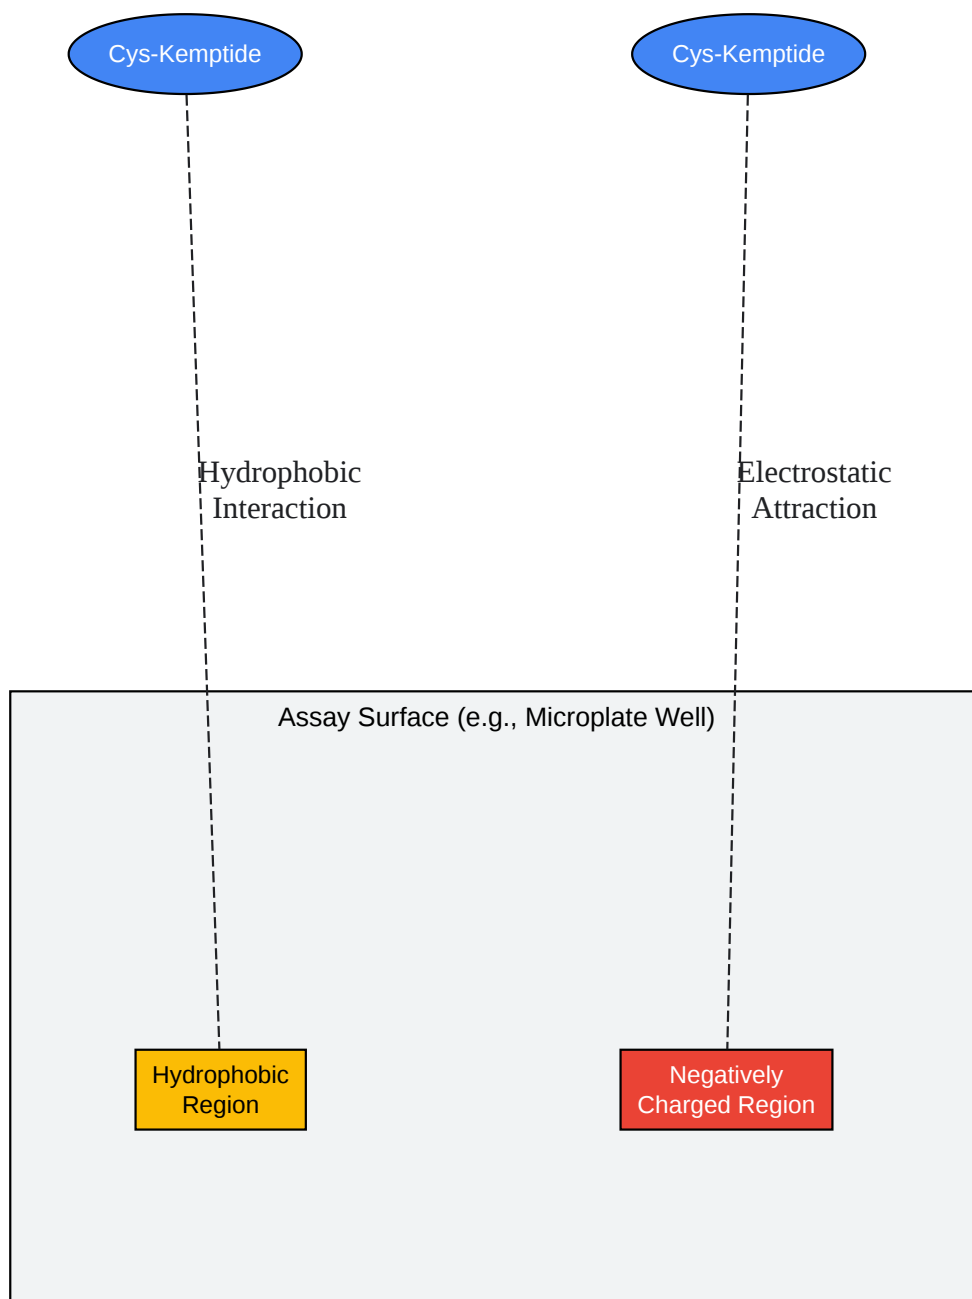 Cys-Kemptide
Cys-Kemptide
Hydrophobic
Interaction
Electrostatic
Attraction
Assay Surface (e.g., Microplate Well)
Hydrophobic
Region
Negatively
Charged Region